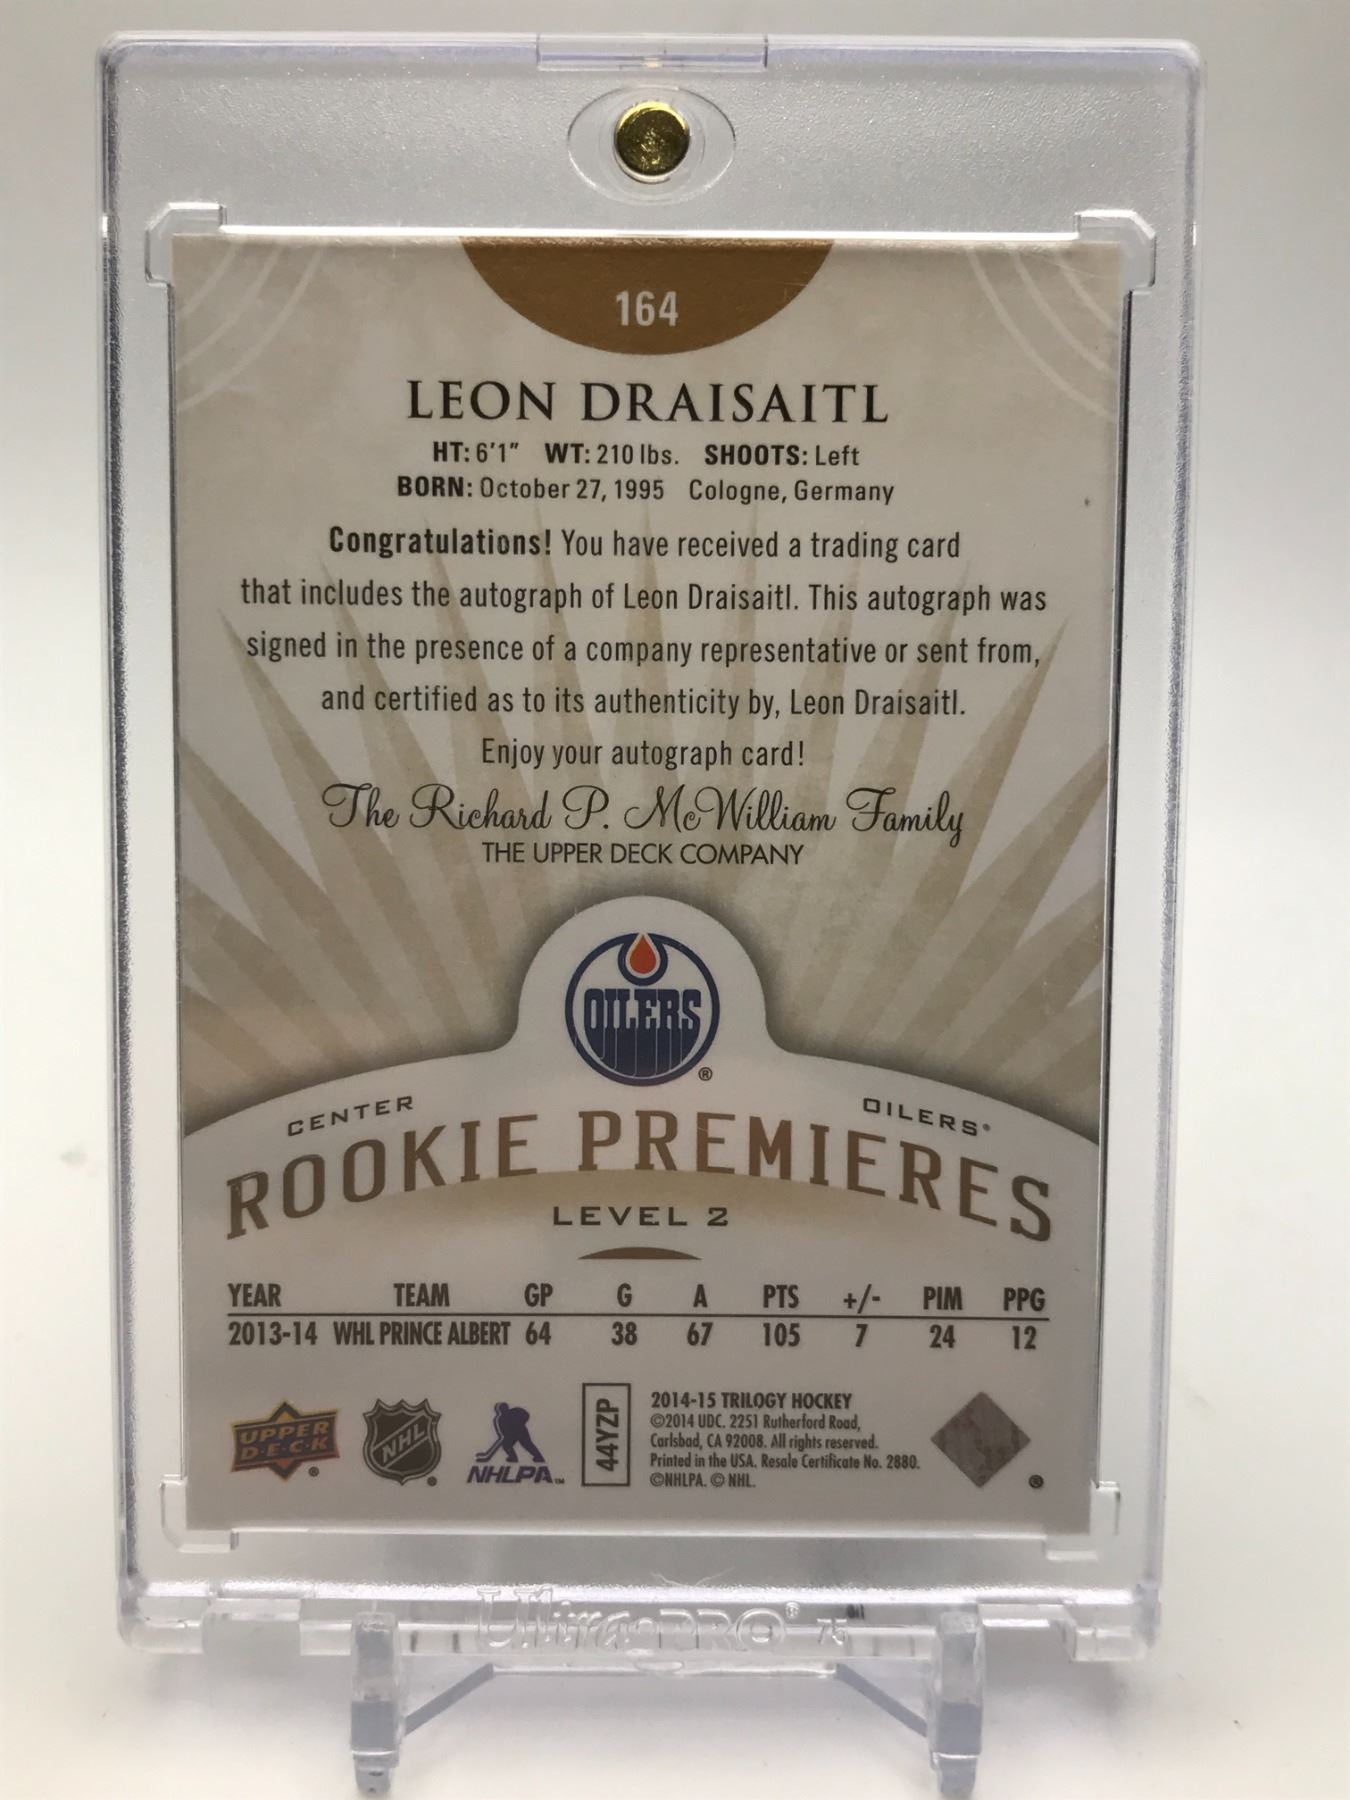 164
LEON DRAISAITL
HT: 6'1" WT: 210 lbs. SHOOTS: Left
BORN: October 27, 1995 Cologne, Germany
Congratulations! You have received a trading card
that includes the autograph of Leon Draisaitl. This autograph was
signed in the presence of a company representative or sent from,
and certified as to its authenticity by, Leon Draisaitl.
Enjoy your autograph card!
The Richard P. McWilliam Family
THE UPPER DECK COMPANY
OILERS ®
CENTER OILERS®
ROOKIE PREMIERES
LEVEL 2
YEAR TEAM GP G A PTS +/- PIM PPG
2013-14 WHL PRINCE ALBERT 64 38 67 105 7 24 12
UPPER D·E·C·K ®
NHL ®
NHLPA™
44YZP
2014-15 TRILOGY HOCKEY
©2014 UDC. 2251 Rutherford Road,
Carlsbad, CA 92008. All rights reserved.
Printed in the USA. Resale Certificate No. 2880.
©NHLPA. © NHL.
®
Ultra·PRO®